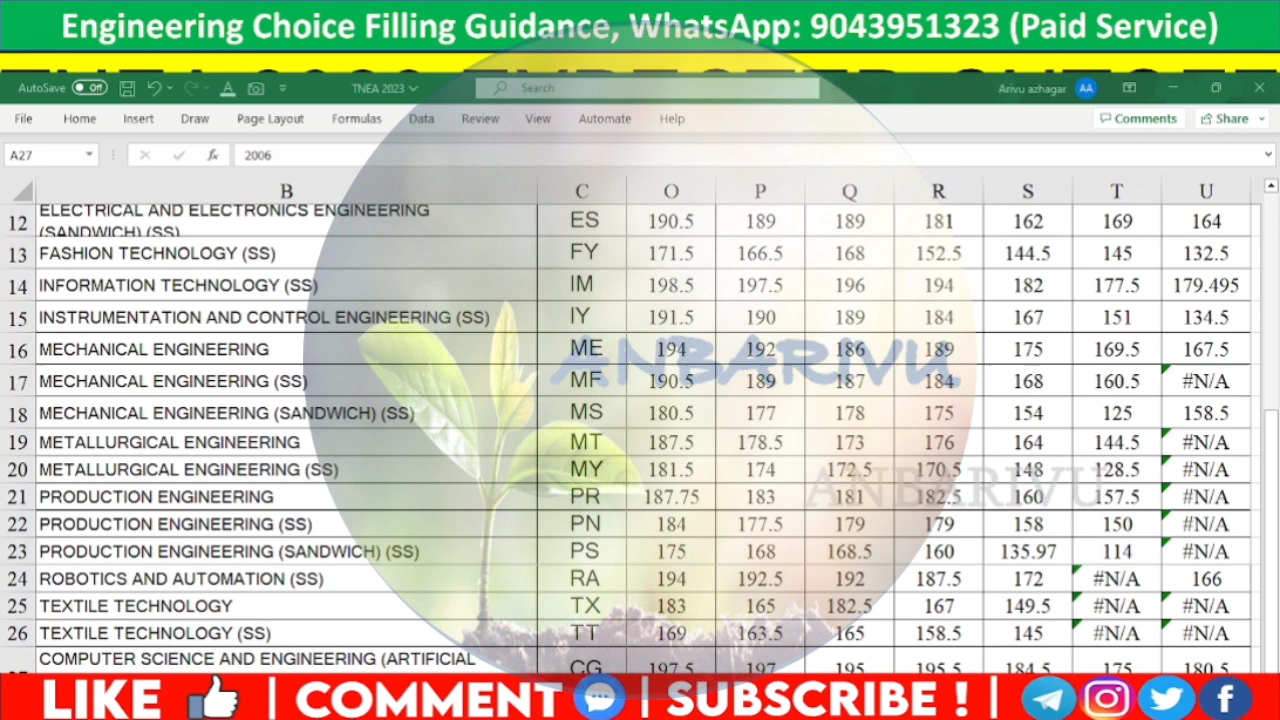 Engineering Choice Filling Guidance, WhatsApp: 9043951323 (Paid Service)
AutoSave Off TNEA 2023 Search Arivu azhagar AA
File Home Insert Draw Page Layout Formulas Data Review View Automate Help Comments Share
A27 fx 2006
B C O P Q R S T U
12 ELECTRICAL AND ELECTRONICS ENGINEERING (SANDWICH) (SS) ES 190.5 189 189 181 162 169 164
13 FASHION TECHNOLOGY (SS) FY 171.5 166.5 168 152.5 144.5 145 132.5
14 INFORMATION TECHNOLOGY (SS) IM 198.5 197.5 196 194 182 177.5 179.495
15 INSTRUMENTATION AND CONTROL ENGINEERING (SS) IY 191.5 190 189 184 167 151 134.5
16 MECHANICAL ENGINEERING ME 194 192 186 189 175 169.5 167.5
17 MECHANICAL ENGINEERING (SS) MF 190.5 189 187 184 168 160.5 #N/A
18 MECHANICAL ENGINEERING (SANDWICH) (SS) MS 180.5 177 178 175 154 125 158.5
19 METALLURGICAL ENGINEERING MT 187.5 178.5 173 176 164 144.5 #N/A
20 METALLURGICAL ENGINEERING (SS) MY 181.5 174 172.5 170.5 148 128.5 #N/A
21 PRODUCTION ENGINEERING PR 187.75 183 181 182.5 160 157.5 #N/A
22 PRODUCTION ENGINEERING (SS) PN 184 177.5 179 179 158 150 #N/A
23 PRODUCTION ENGINEERING (SANDWICH) (SS) PS 175 168 168.5 160 135.97 114 #N/A
24 ROBOTICS AND AUTOMATION (SS) RA 194 192.5 192 187.5 172 #N/A 166
25 TEXTILE TECHNOLOGY TX 183 165 182.5 167 149.5 #N/A #N/A
26 TEXTILE TECHNOLOGY (SS) TT 169 163.5 165 158.5 145 #N/A #N/A
COMPUTER SCIENCE AND ENGINEERING (ARTIFICIAL CG 197.5 197 195 195.5 184.5 175 180.5
ANBARIVU
ANBARIVU
LIKE | COMMENT | SUBSCRIBE ! |